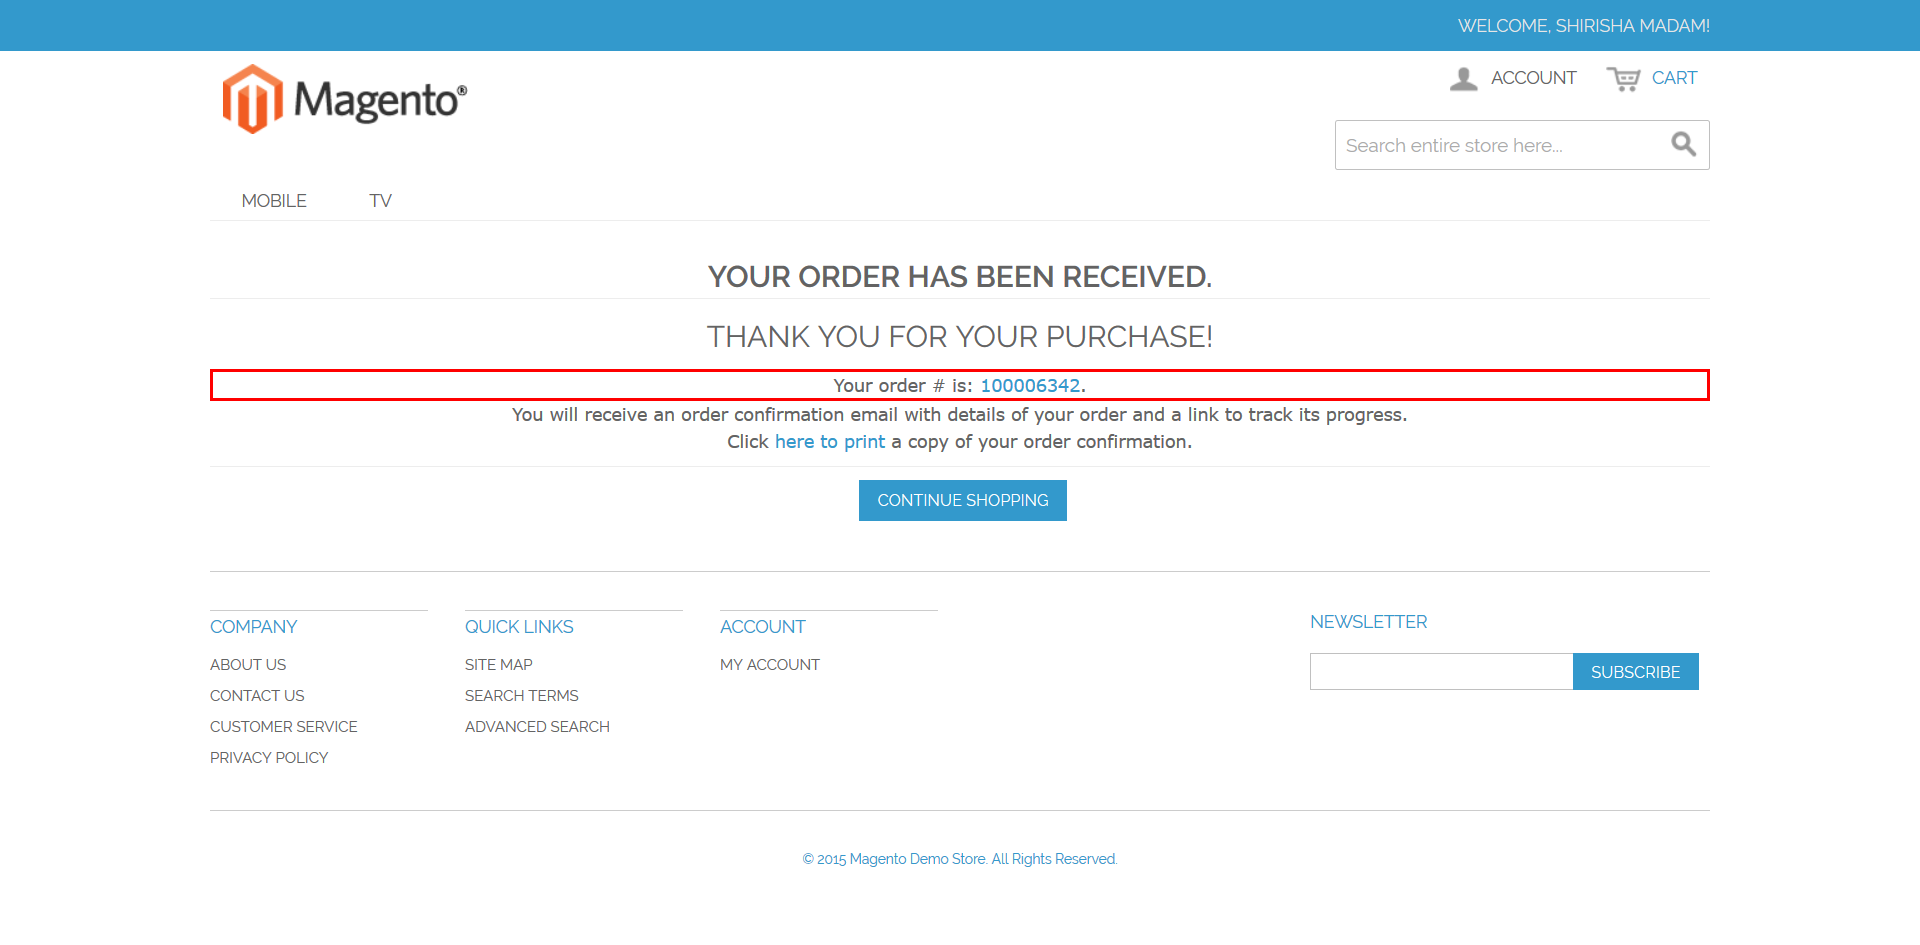 WELCOME, SHIRISHA MADAM!
Magento®
ACCOUNT
CART
Search entire store here...
MOBILE
TV
YOUR ORDER HAS BEEN RECEIVED.
THANK YOU FOR YOUR PURCHASE!
Your order # is: 100006342.
You will receive an order confirmation email with details of your order and a link to track its progress.
Click here to print a copy of your order confirmation.
CONTINUE SHOPPING
COMPANY
ABOUT US
CONTACT US
CUSTOMER SERVICE
PRIVACY POLICY
QUICK LINKS
SITE MAP
SEARCH TERMS
ADVANCED SEARCH
ACCOUNT
MY ACCOUNT
NEWSLETTER
SUBSCRIBE
© 2015 Magento Demo Store. All Rights Reserved.